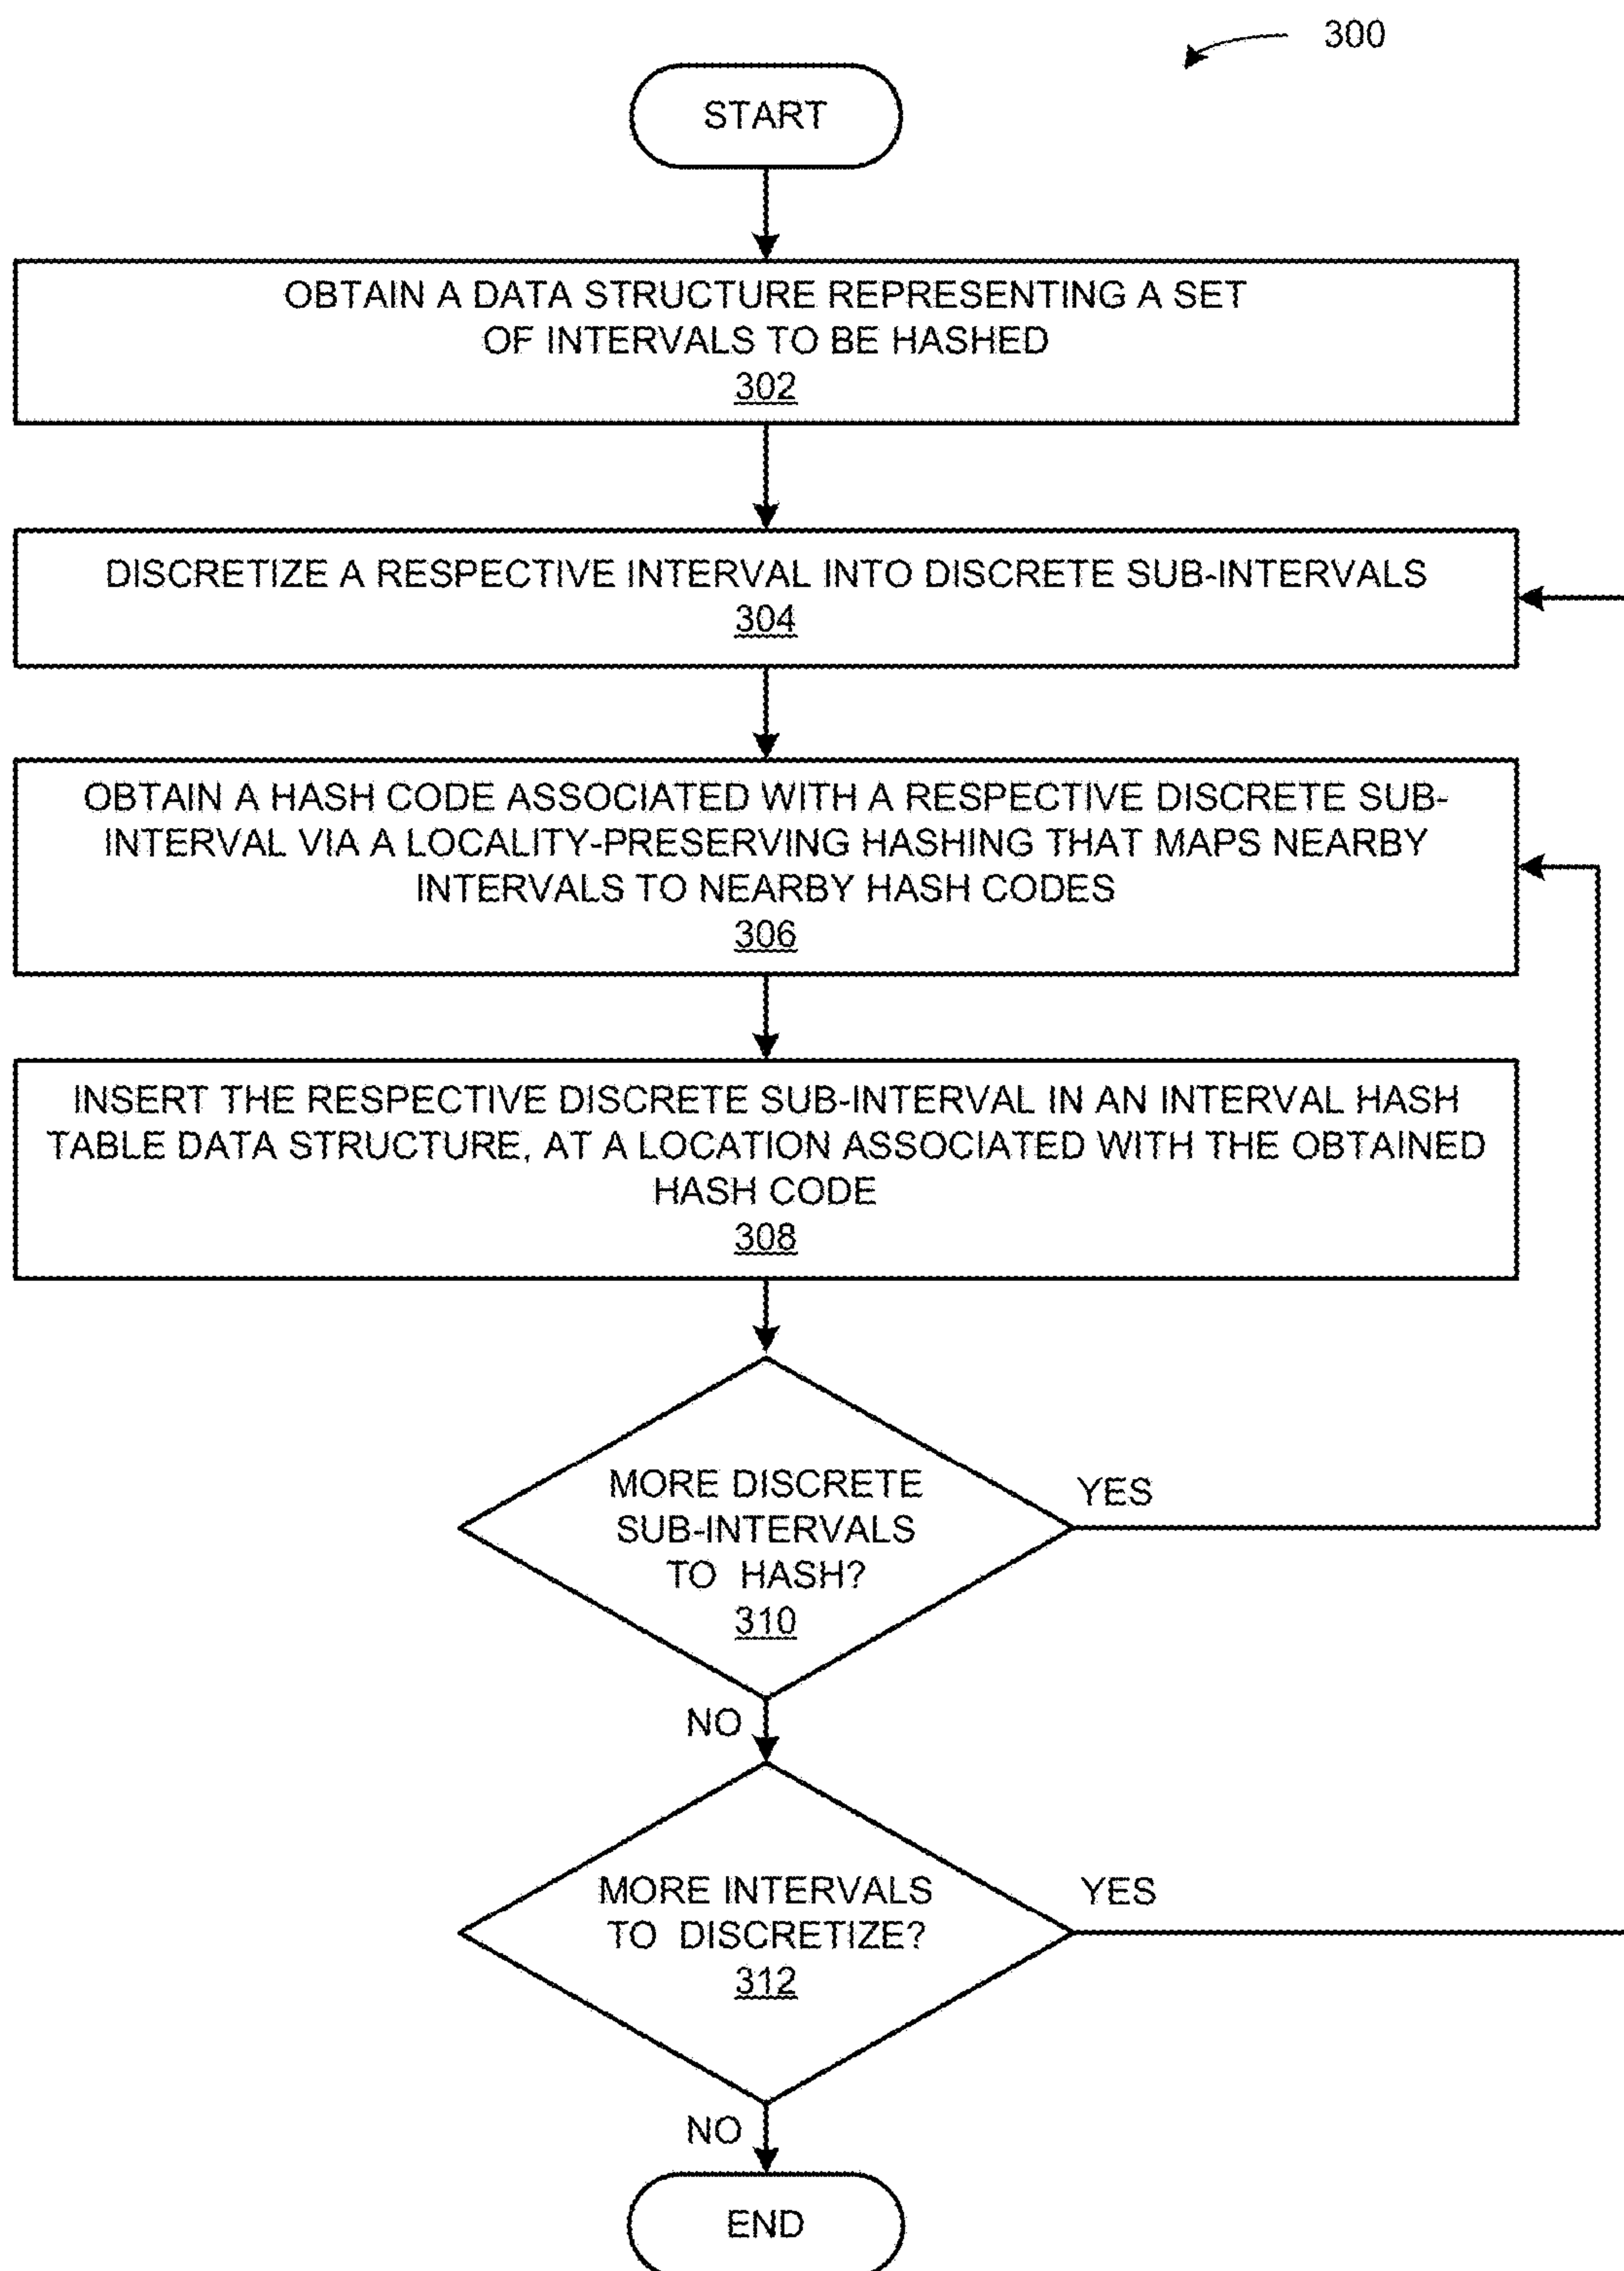 300
START
OBTAIN A DATA STRUCTURE REPRESENTING A SET
OF INTERVALS TO BE HASHED
302
DISCRETIZE A RESPECTIVE INTERVAL INTO DISCRETE SUB-INTERVALS
304
OBTAIN A HASH CODE ASSOCIATED WITH A RESPECTIVE DISCRETE SUB-
INTERVAL VIA A LOCALITY-PRESERVING HASHING THAT MAPS NEARBY
INTERVALS TO NEARBY HASH CODES
306
INSERT THE RESPECTIVE DISCRETE SUB-INTERVAL IN AN INTERVAL HASH
TABLE DATA STRUCTURE, AT A LOCATION ASSOCIATED WITH THE OBTAINED
HASH CODE
308
MORE DISCRETE
SUB-INTERVALS
TO HASH?
310
YES
NO
MORE INTERVALS
TO DISCRETIZE?
312
YES
NO
END